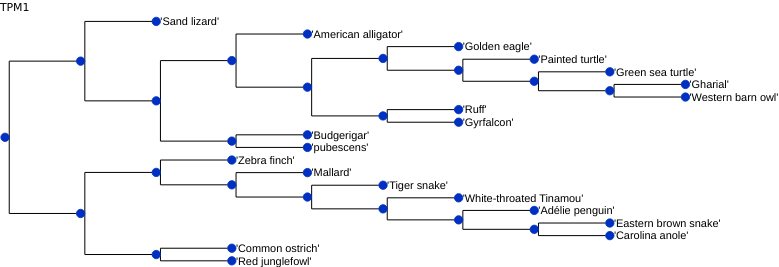 TPM1
'Sand lizard'
'American alligator'
'Golden eagle'
'Painted turtle'
'Green sea turtle'
'Gharial'
'Western barn owl'
'Ruff'
'Gyrfalcon'
'Budgerigar'
'pubescens'
'Zebra finch'
'Mallard'
'Tiger snake'
'White-throated Tinamou'
'Adélie penguin'
'Eastern brown snake'
'Carolina anole'
'Common ostrich'
'Red junglefowl'